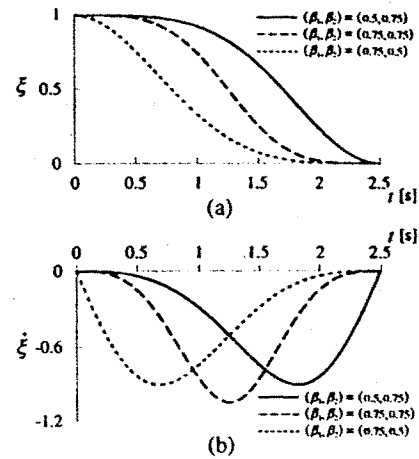 (β₁,β₂) = (0.5,0.75)
(β₁,β₂) = (0.75,0.75)
(β₁,β₂) = (0.75,0.5)
1
ξ 0.5
0
0 0.5 1 1.5 2 2.5
t [s]
(a)
t [s]
0 0.5 1 1.5 2 2.5
0
ξ̇ -0.6
-1.2
(β₁,β₂) = (0.5,0.75)
(β₁,β₂) = (0.75,0.75)
(β₁,β₂) = (0.75,0.5)
(b)